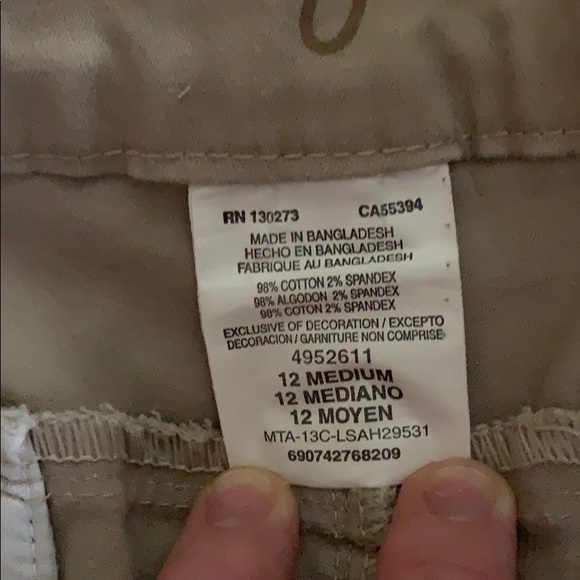 RN 130273 CA55394
MADE IN BANGLADESH
HECHO EN BANGLADESH
FABRIQUE AU BANGLADESH
98% COTTON 2% SPANDEX
98% ALGODON 2% SPANDEX
98% COTON 2% SPANDEX
EXCLUSIVE OF DECORATION / EXCEPTO
DECORACION / GARNITURE NON COMPRISE
4952611
12 MEDIUM
12 MEDIANO
12 MOYEN
MTA-13C-LSAH29531
690742768209